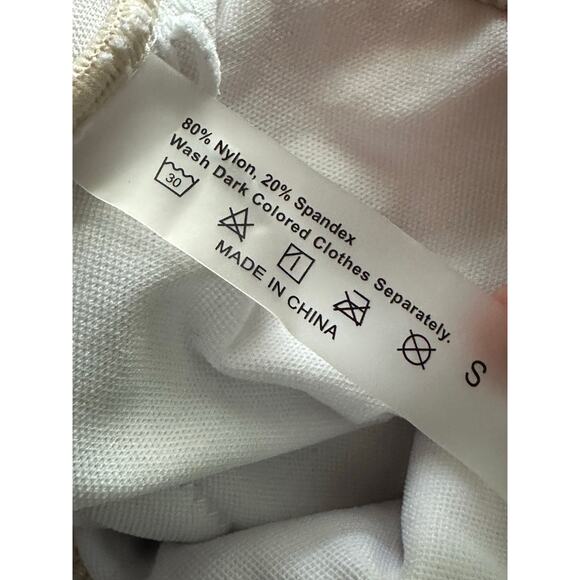 80% Nylon, 20% Spandex
Wash Dark Colored Clothes Separately.
30
MADE IN CHINA
S